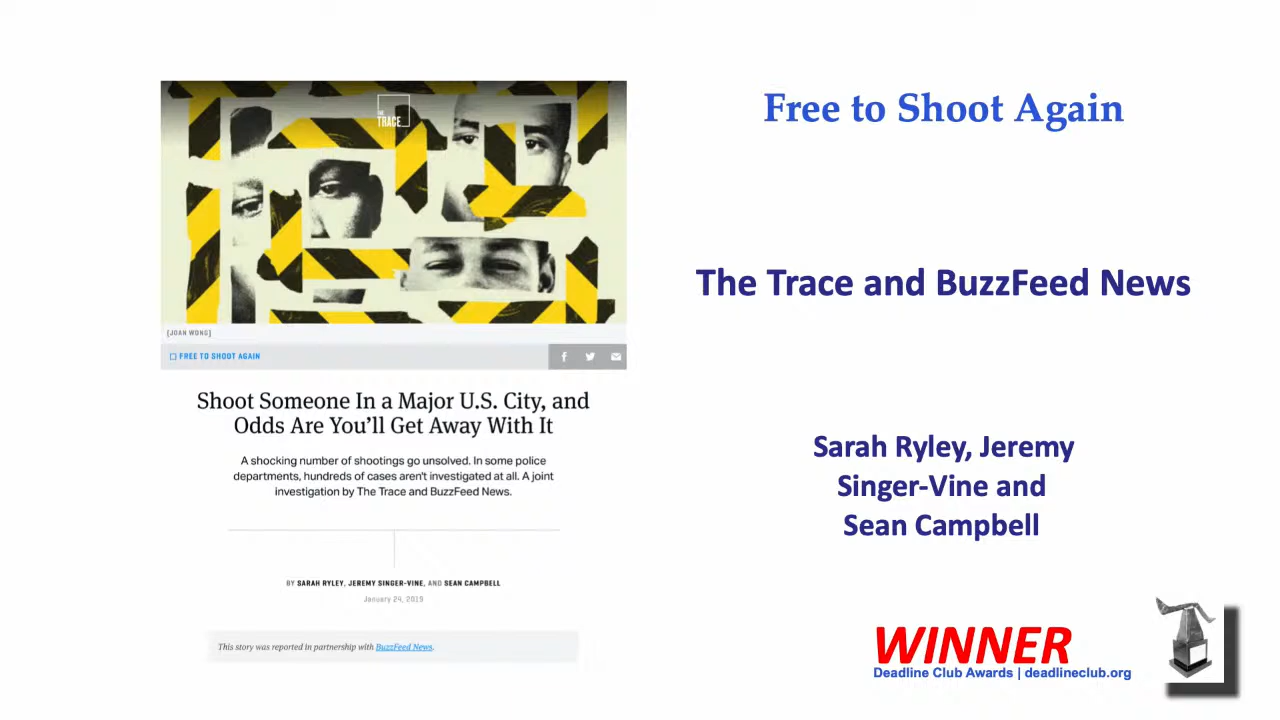 THE
TRACE
[JOAN WONG]
FREE TO SHOOT AGAIN
Shoot Someone In a Major U.S. City, and
Odds Are You'll Get Away With It
A shocking number of shootings go unsolved. In some police
departments, hundreds of cases aren't investigated at all. A joint
investigation by The Trace and BuzzFeed News.
BY SARAH RYLEY, JEREMY SINGER-VINE, AND SEAN CAMPBELL
January 24, 2019
This story was reported in partnership with BuzzFeed News.
Free to Shoot Again
The Trace and BuzzFeed News
Sarah Ryley, Jeremy
Singer-Vine and
Sean Campbell
WINNER
Deadline Club Awards | deadlineclub.org